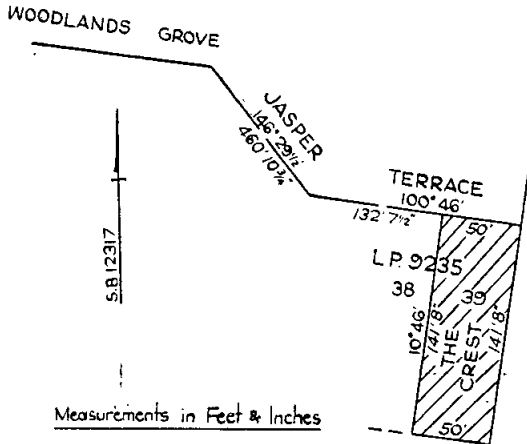 WOODLANDS GROVE
JASPER
146° 29½'
460' 10¾"
TERRACE
100° 46'
132' 7½"
50'
S.B 12317
L P. 9235
38
39
10° 46'
141' 8"
THE
CREST
141' 8"
50'
Measurements in Feet & Inches